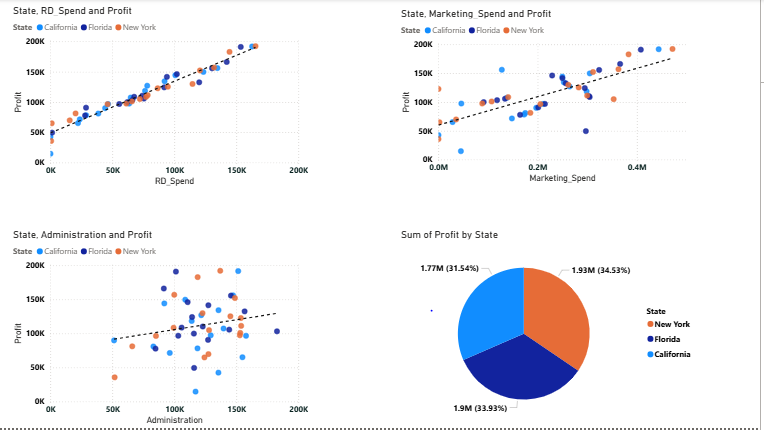 State, RD_Spend and Profit
State California Florida New York
200K
150K
100K
50K
0K
Profit
0K 50K 100K 150K 200K
RD_Spend
State, Marketing_Spend and Profit
State California Florida New York
200K
150K
100K
50K
0K
Profit
0.0M 0.2M 0.4M
Marketing_Spend
State, Administration and Profit
State California Florida New York
200K
150K
100K
50K
0K
Profit
0K 50K 100K 150K 200K
Administration
Sum of Profit by State
1.77M (31.54%)
1.93M (34.53%)
1.9M (33.93%)
State
New York
Florida
California